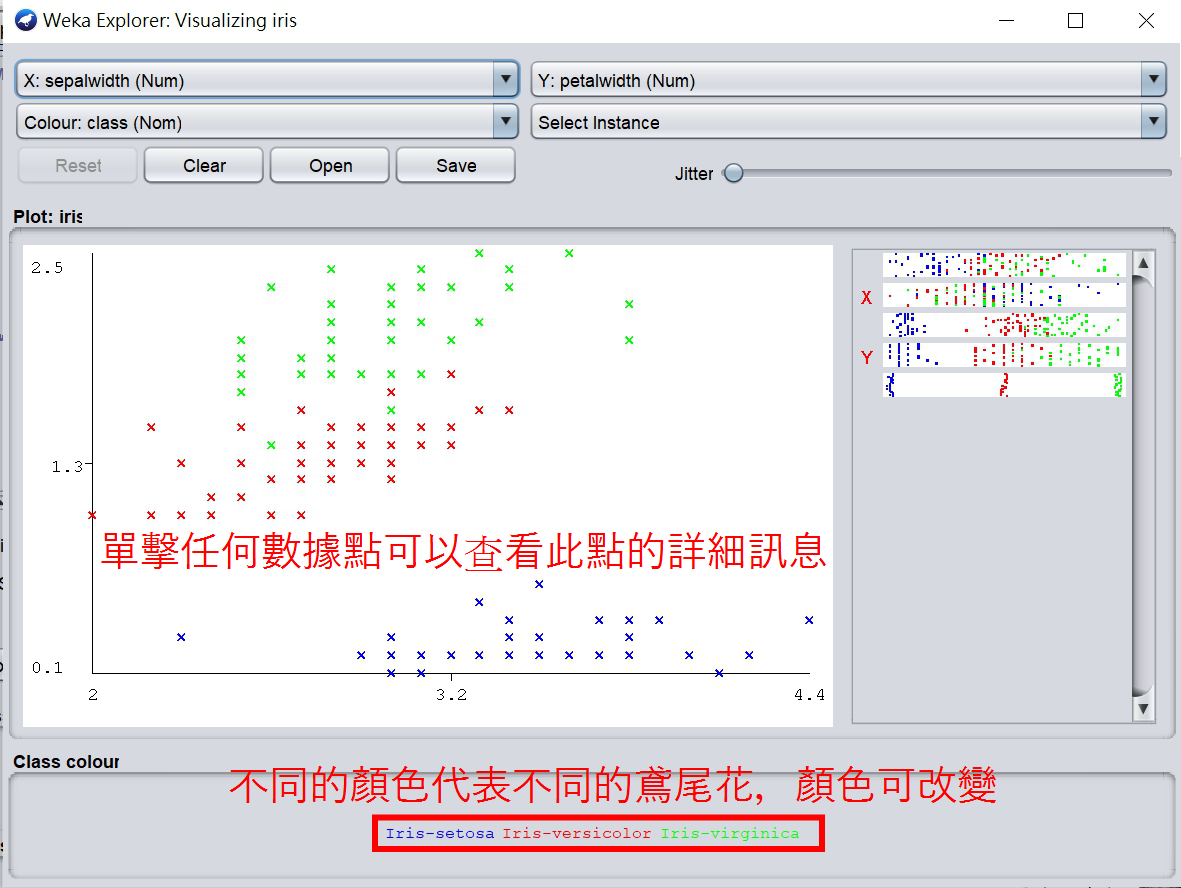 Weka Explorer: Visualizing iris
X: sepalwidth (Num)
Y: petalwidth (Num)
Colour: class (Nom)
Select Instance
Reset
Clear
Open
Save
Jitter
Plot: iris
2.5
X
Y
1.3
單擊任何數據點可以查看此點的詳細訊息
0.1
2
3.2
4.4
Class colour
不同的顏色代表不同的鳶尾花, 顏色可改變
Iris-setosa Iris-versicolor Iris-virginica